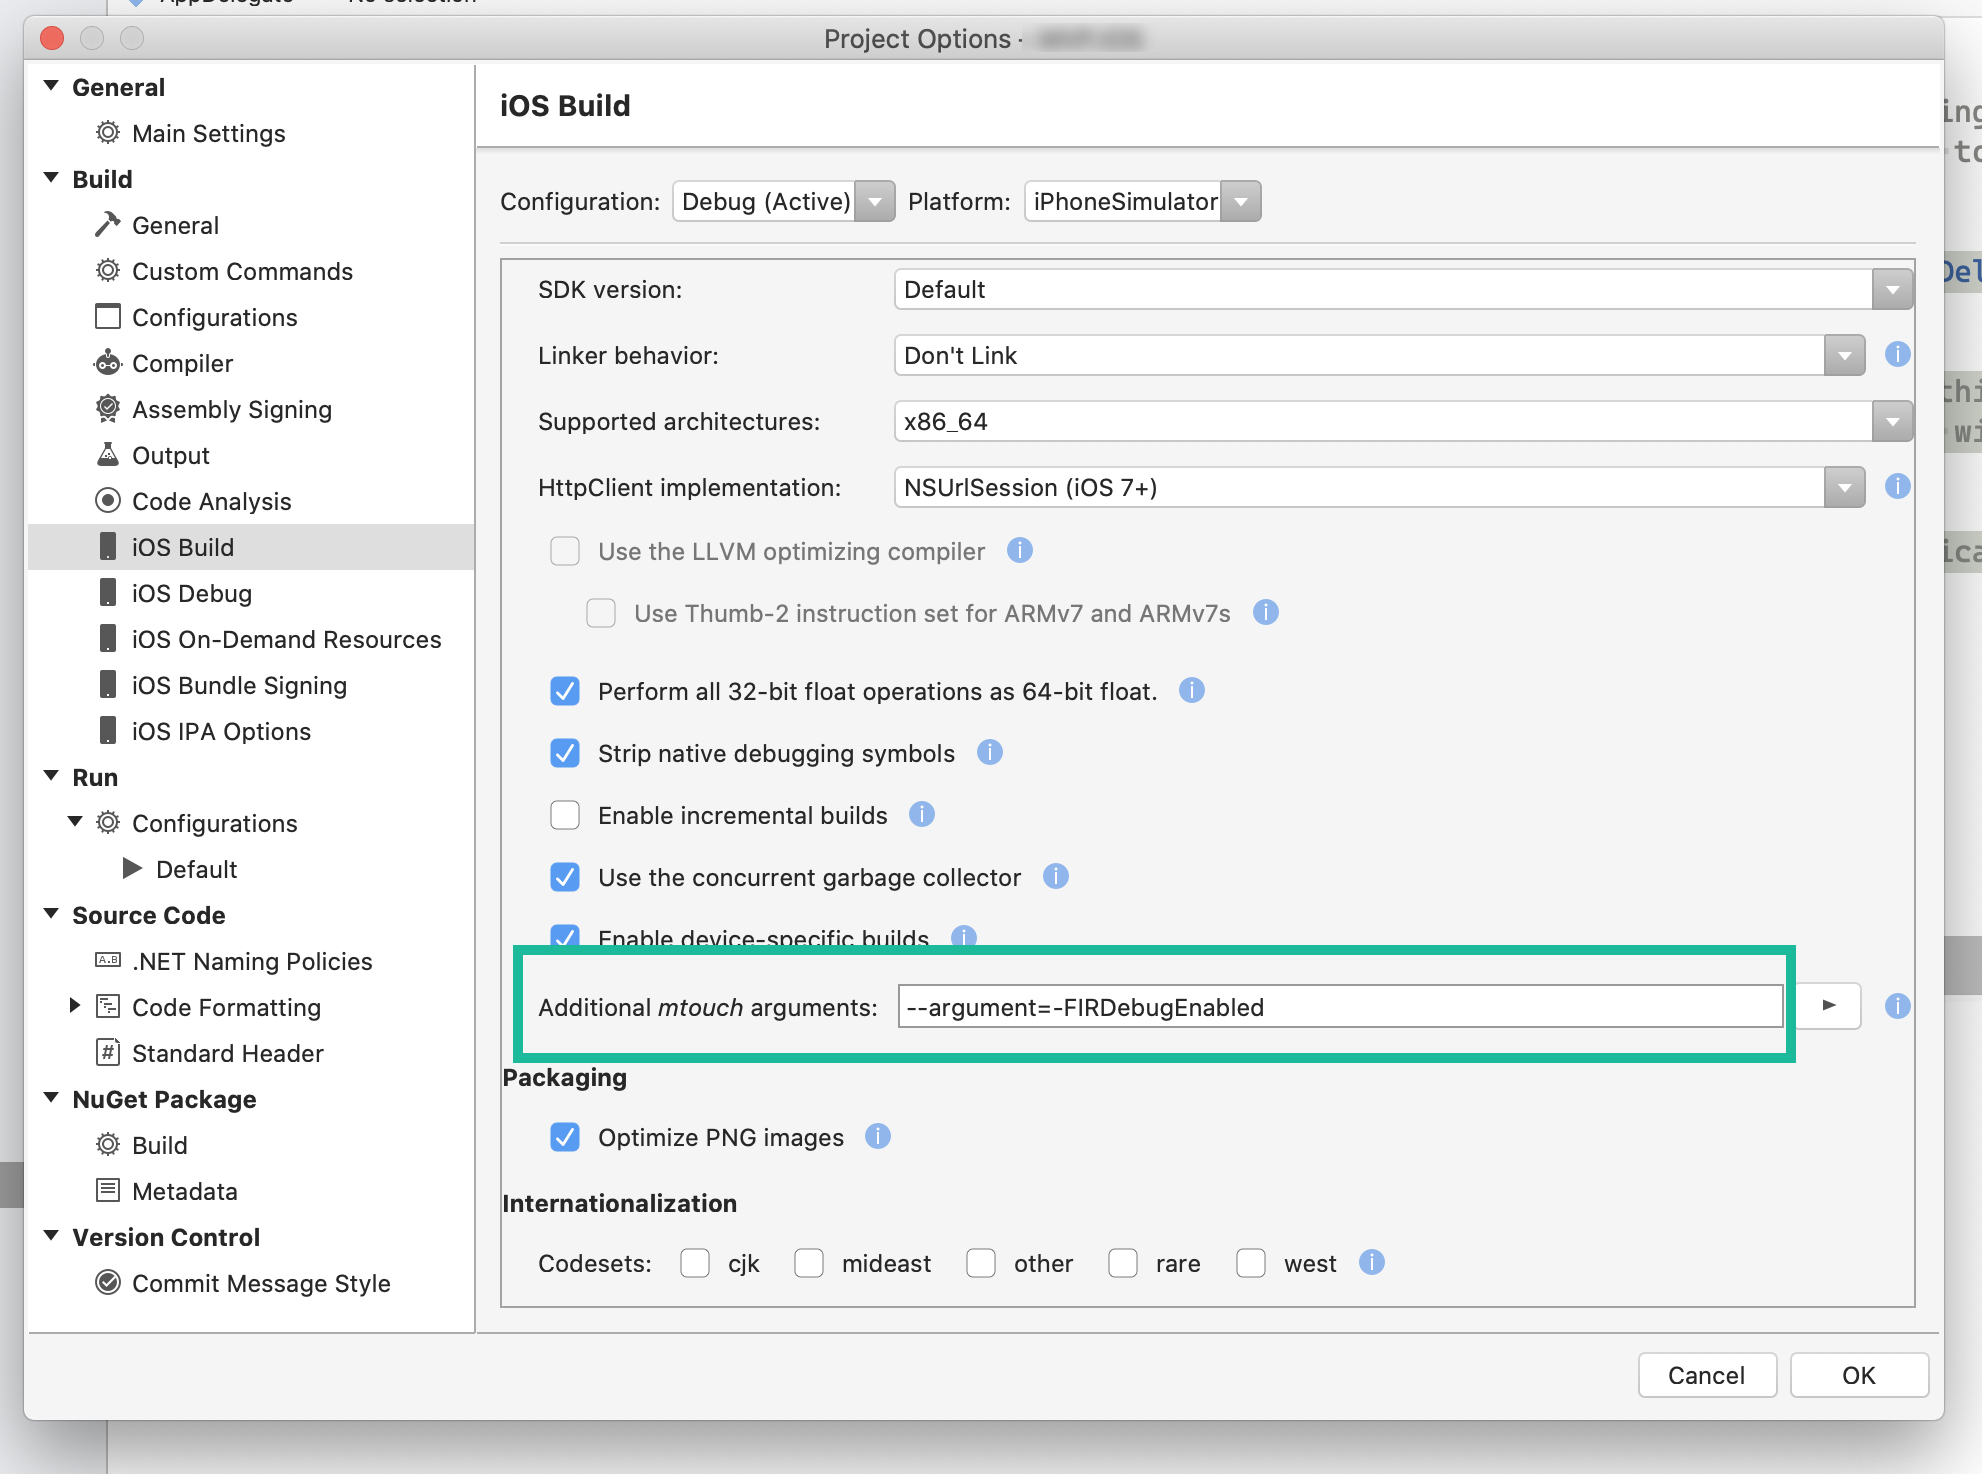 Project Options ·
General
Main Settings
Build
General
Custom Commands
Configurations
Compiler
Assembly Signing
Output
Code Analysis
iOS Build
iOS Debug
iOS On-Demand Resources
iOS Bundle Signing
iOS IPA Options
Run
Configurations
Default
Source Code
A.B .NET Naming Policies
Code Formatting
# Standard Header
NuGet Package
Build
Metadata
Version Control
Commit Message Style
iOS Build
Configuration: Debug (Active) Platform: iPhoneSimulator
SDK version: Default
Linker behavior: Don't Link
Supported architectures: x86_64
HttpClient implementation: NSUrlSession (iOS 7+)
Use the LLVM optimizing compiler
Use Thumb-2 instruction set for ARMv7 and ARMv7s
Perform all 32-bit float operations as 64-bit float.
Strip native debugging symbols
Enable incremental builds
Use the concurrent garbage collector
Enable device-specific builds
Additional mtouch arguments: --argument=-FIRDebugEnabled
Packaging
Optimize PNG images
Internationalization
Codesets: cjk mideast other rare west
Cancel OK